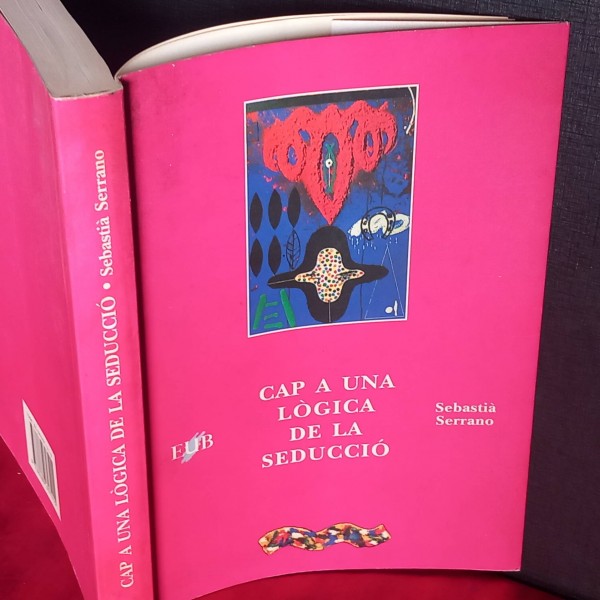 CAP A UNA LÒGICA DE LA SEDUCCIÓ • Sebastià Serrano
CAP A UNA
LÒGICA
DE LA
SEDUCCIÓ
Sebastià
Serrano
EUB